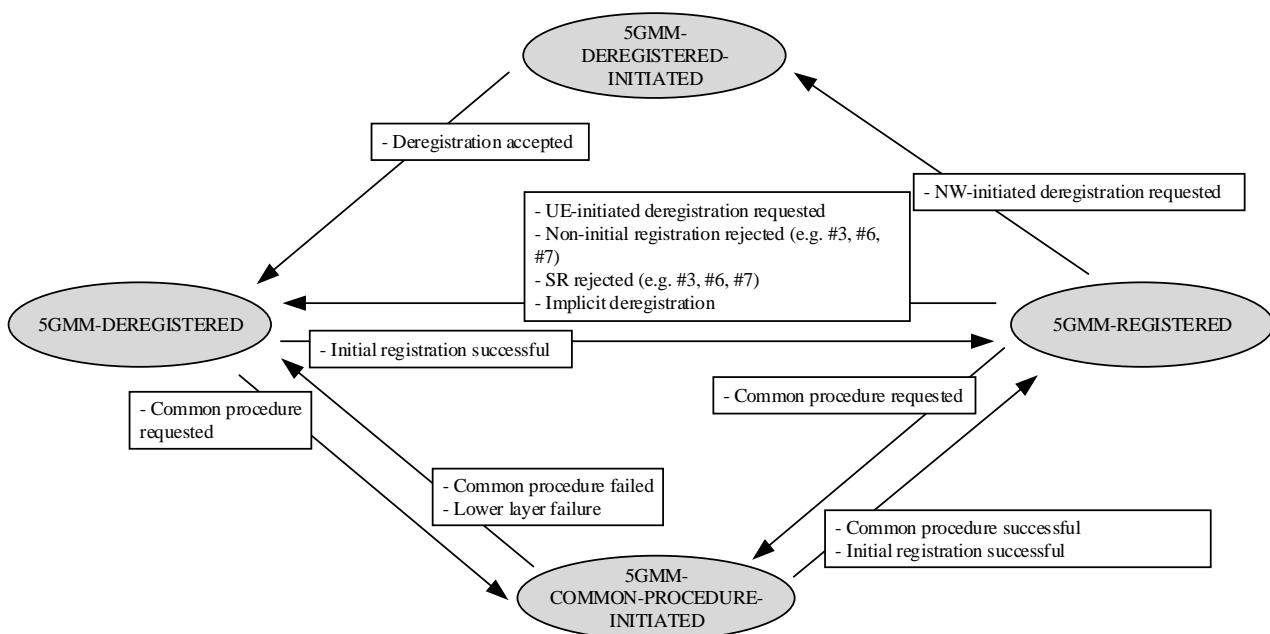 5GMM-
DEREGISTERED-
INITIATED
- Deregistration accepted
- NW-initiated deregistration requested
- UE-initiated deregistration requested
- Non-initial registration rejected (e.g. #3, #6,
#7)
- SR rejected (e.g. #3, #6, #7)
- Implicit deregistration
5GMM-DEREGISTERED
5GMM-REGISTERED
- Initial registration successful
- Common procedure
requested
- Common procedure requested
- Common procedure failed
- Lower layer failure
- Common procedure successful
- Initial registration successful
5GMM-
COMMON-PROCEDURE-
INITIATED